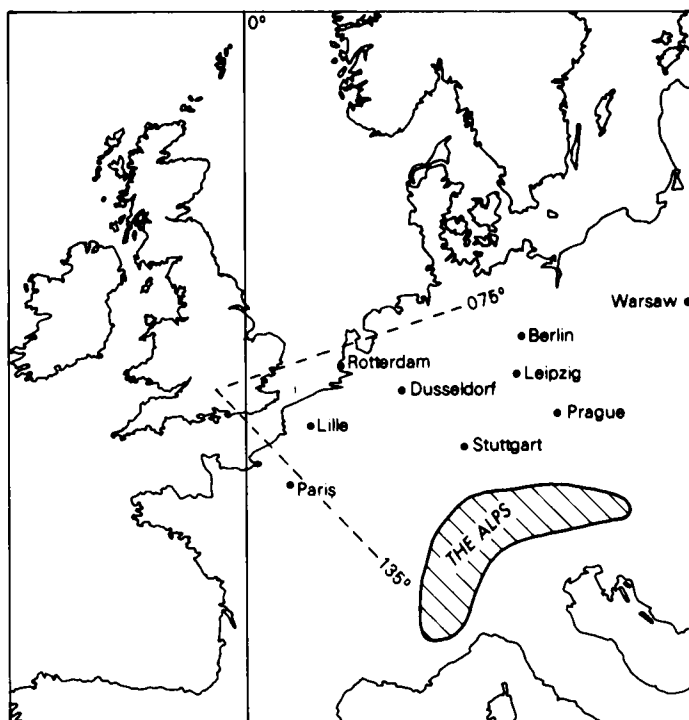 0°
075°
Warsaw
Berlin
Rotterdam
Leipzig
Dusseldorf
Prague
Lille
Stuttgart
Paris
THE ALPS
135°